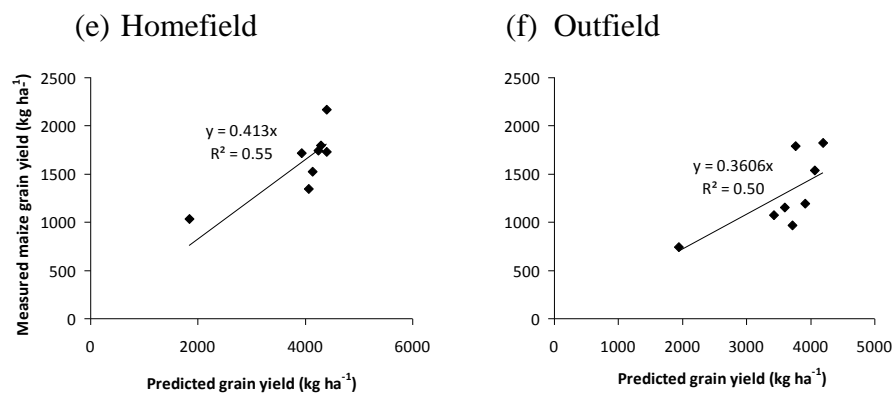 (e) Homefield
(f) Outfield
Measured maize grain yield (kg ha⁻¹)
2500
2000
1500
1000
500
0
y = 0.413x
R² = 0.55
0 2000 4000 6000
Predicted grain yield (kg ha⁻¹)
2500
2000
1500
1000
500
0
y = 0.3606x
R² = 0.50
0 1000 2000 3000 4000 5000
Predicted grain yield (kg ha⁻¹)